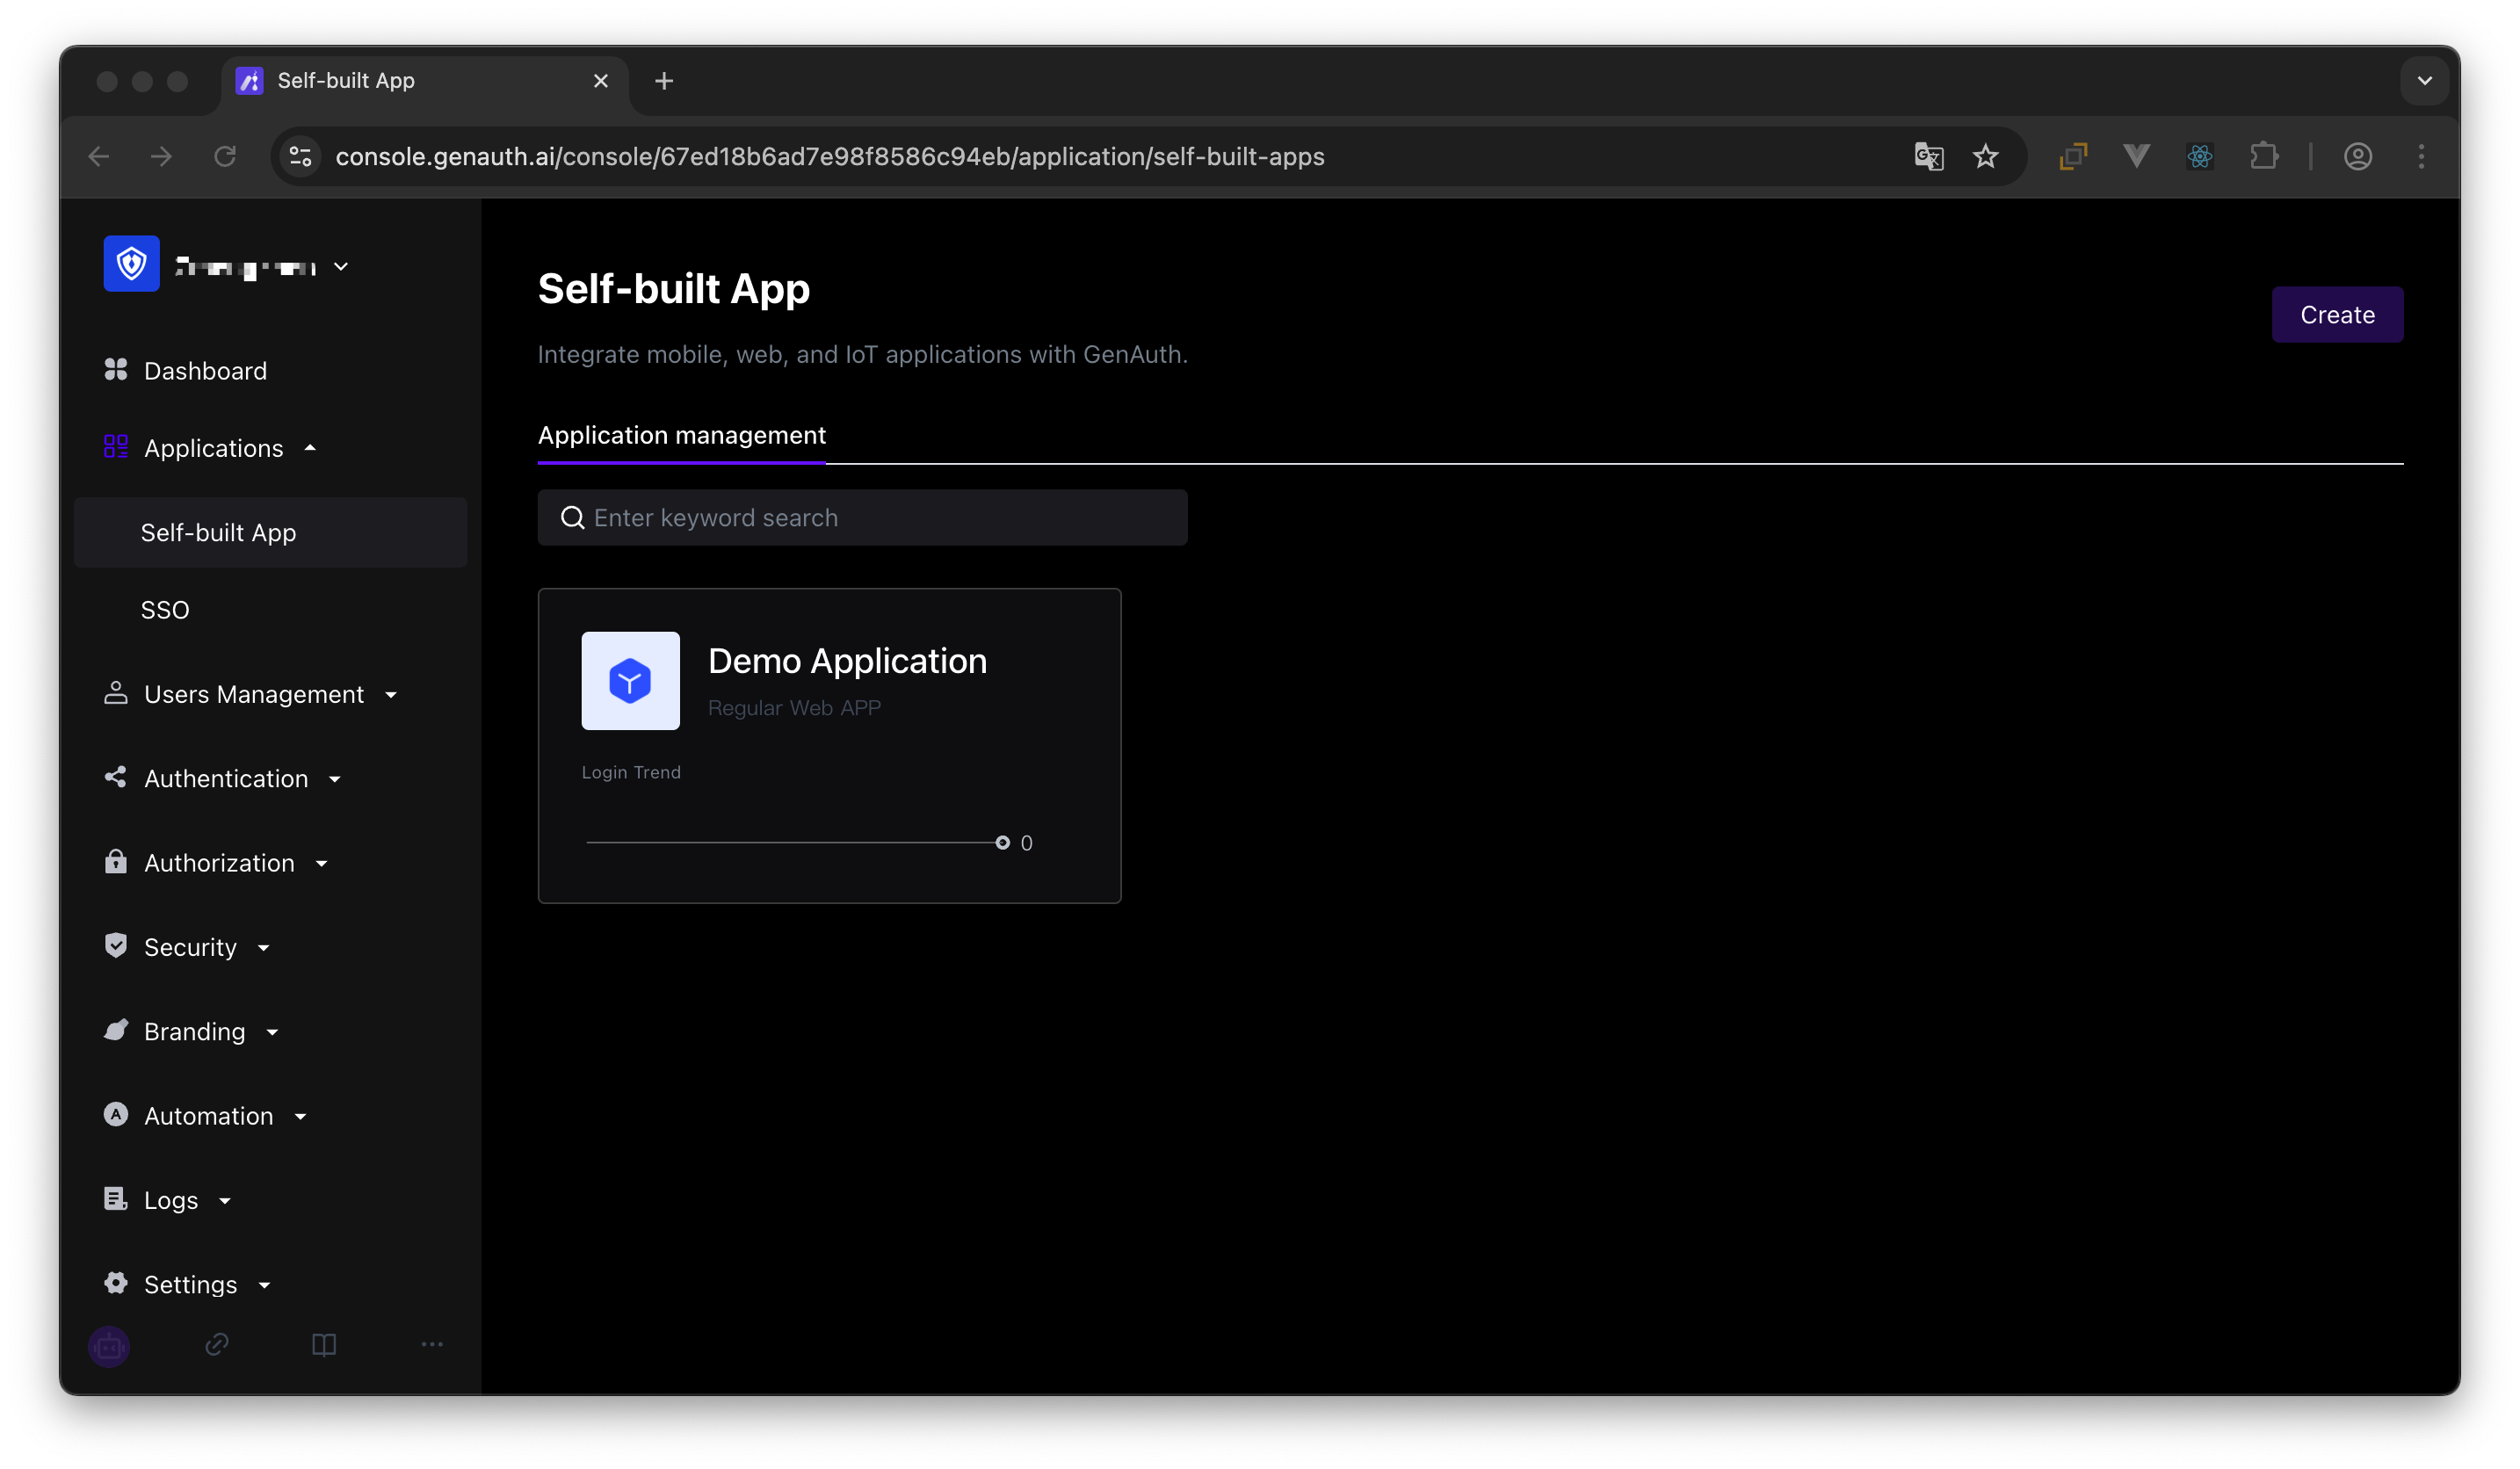 Self-built App
console.genauth.ai/console/67ed18b6ad7e98f8586c94eb/application/self-built-apps
Dashboard
Applications
Self-built App
SSO
Users Management
Authentication
Authorization
Security
Branding
Automation
Logs
Settings
Self-built App
Create
Integrate mobile, web, and IoT applications with GenAuth.
Application management
Enter keyword search
Demo Application
Regular Web APP
Login Trend
0